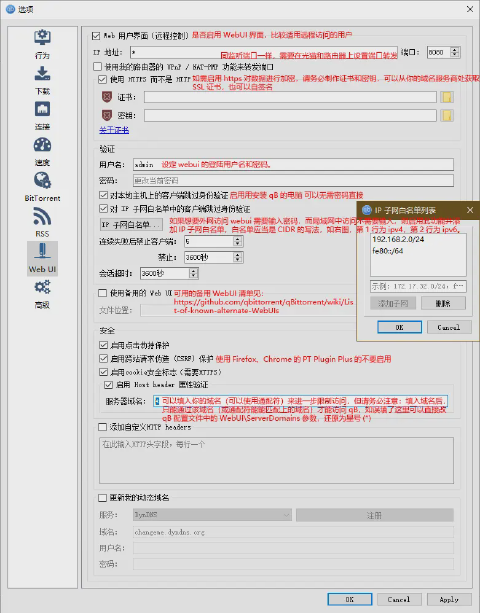 选项
行为
下载
连接
速度
BitTorrent
RSS
Web UI
高级
Web 用户界面（远程控制） 是否启用 WebUI 界面，比较适用远程访问的用户
IP 地址: * 同监听端口一样，需要在光猫和路由器上设置端口转发 端口: 8080
使用我的路由器的 UPnP / NAT-PMP 功能来转发端口
使用 HTTPS 而不是 HTTP 如需启用 https 对数据进行加密，请务必制作证书和密钥，可以从你的域名服务商处获取
SSL 证书，也可以自签名
证书:
密钥:
关于证书
验证
用户名: admin 设定 webui 的登陆用户名和密码。
密码: 更改当前密码
对本地主机上的客户端跳过身份验证 启用用安装 qB 的电脑 可以无需密码直接
对 IP 子网白名单中的客户端跳过身份验证
IP 子网白名单... 如果想要外网访问 webui 需要输入密码，而局域网中访问不需要输入，请启用此功能并添
加 IP 子网白名单，白名单应当是 CIDR 的写法，如右图，第 1 行为 ipv4，第 2 行为 ipv6。
连续失败后禁止客户端: 5
禁止: 3600秒
会话超时: 3600秒
IP 子网白名单列表
192.168.2.0/24
fe80::/64
示例: 172.17.32.0/24, f···
添加子网
删除
OK
Cancel
使用备用的 Web UI 可用的备用 WebUI 清单见:
https://github.com/qbittorrent/qBittorrent/wiki/Lis
t-of-known-alternate-WebUIs
文件位置:
安全
启用点击劫持保护
启用跨站请求伪造 (CSRF) 保护 使用 Firefox、Chrome 的 PT Plugin Plus 的不要启用
启用cookie安全标志（需要HTTPS）
启用 Host header 属性验证
服务器域名: * 可以填入你的域名（可以使用通配符）来进一步限制访问，但请务必注意：填入域名后，
只能通过该域名（或通配符能能匹配上的域名）才能访问 qB，如误填了这里可以直接改
qB 配置文件中的 WebUI\ServerDomains 参数，还原为星号 (*)
添加自定义HTTP headers
在此输入HTTP头字段，每行一个
更新我的动态域名
服务: DynDNS
注册
域名: changeme.dyndns.org
用户名:
密码:
OK
Cancel
Apply